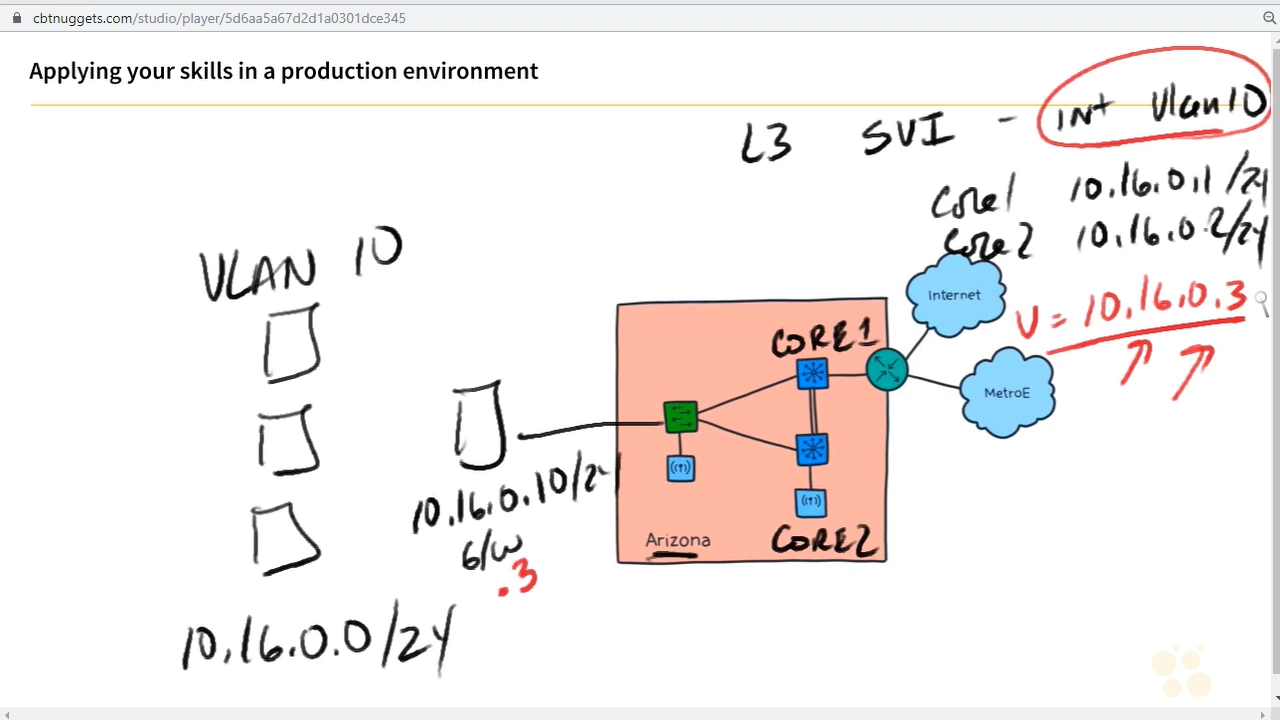 cbtnuggets.com/studio/player/5d6aa5a67d2d1a0301dce345
Applying your skills in a production environment
L3 SVI - int Vlan10
Core1 10.16.0.1/24
Core2 10.16.0.2/24
VLAN 10
Internet
V = 10.16.0.3
CORE1
MetroE
10.16.0.10/24
G/W
.3
Arizona
CORE2
10.16.0.0/24